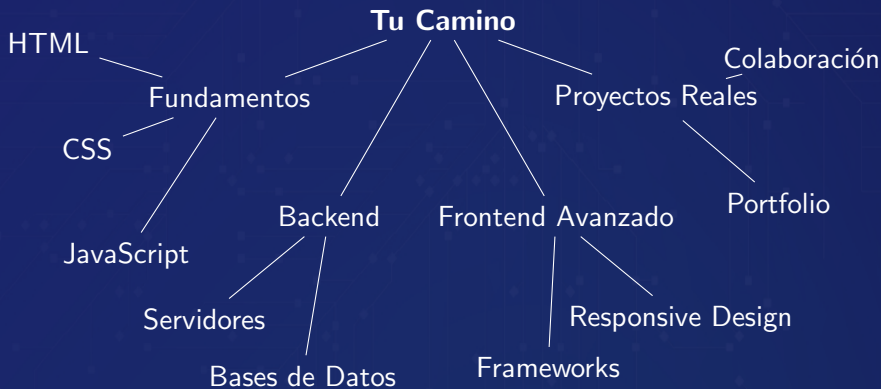 Tu Camino
HTML
Colaboración
Fundamentos
Proyectos Reales
CSS
Portfolio
Backend
Frontend Avanzado
JavaScript
Servidores
Responsive Design
Bases de Datos
Frameworks